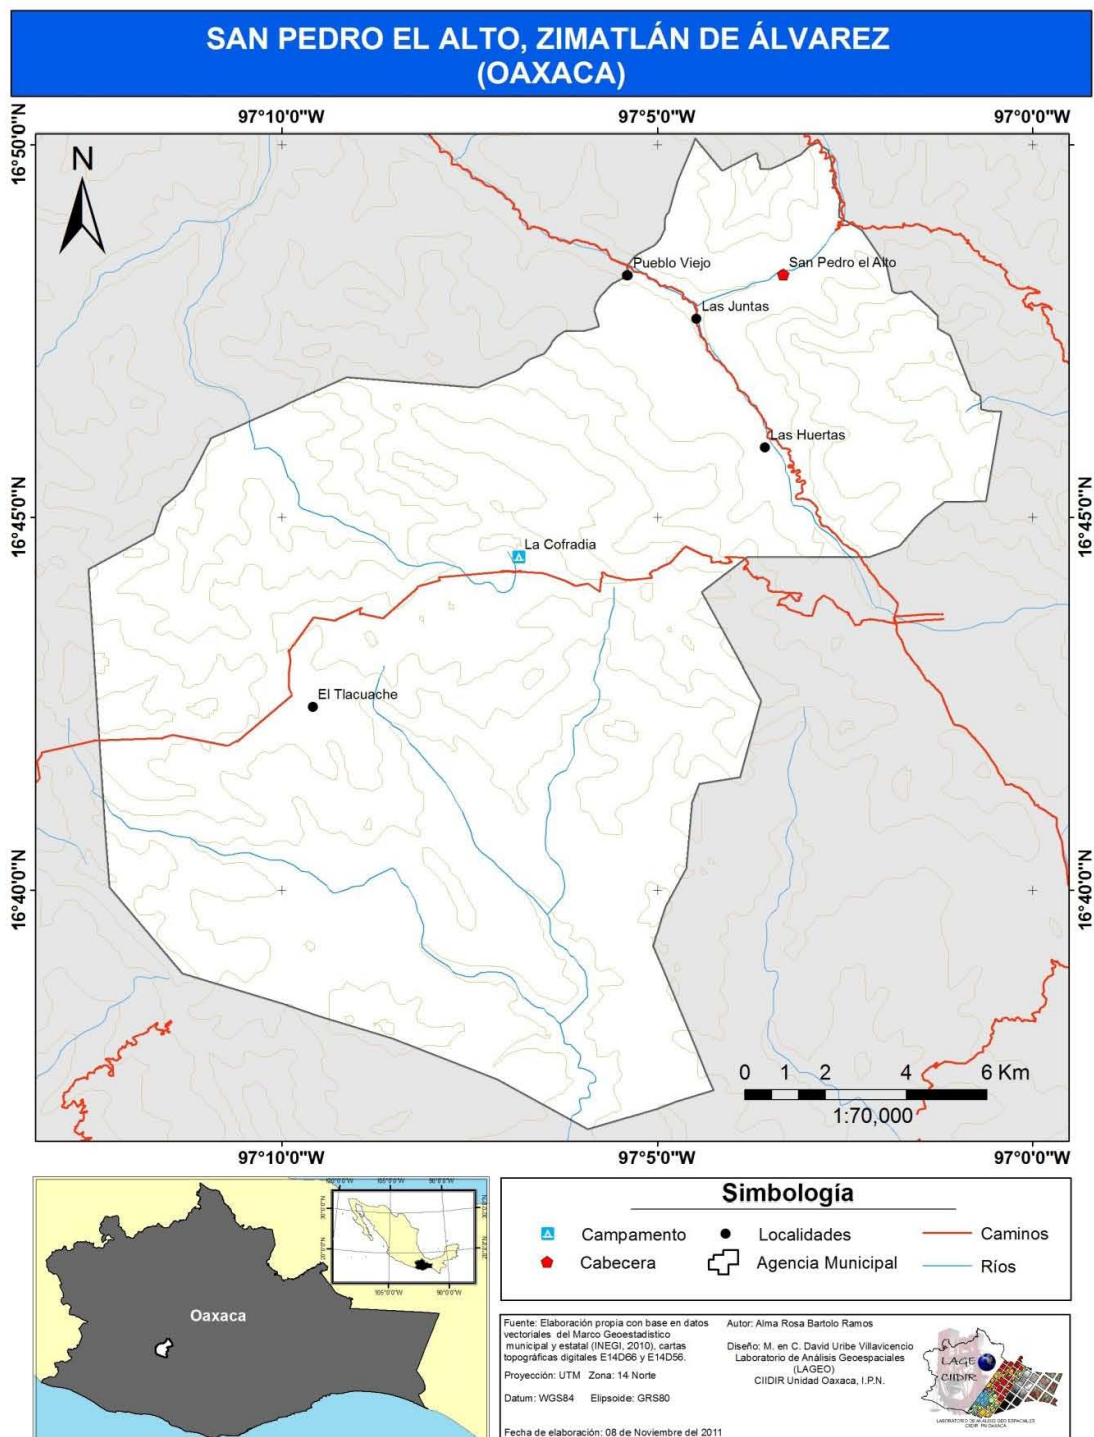 SAN PEDRO EL ALTO, ZIMATLÁN DE ÁLVAREZ
(OAXACA)
97°10'0"W 97°5'0"W 97°0'0"W
16°50'0"N
N
Pueblo Viejo
San Pedro el Alto
Las Juntas
Las Huertas
16°45'0"N 16°45'0"N
La Cofradia
El Tlacuache
16°40'0"N 16°40'0"N
0 1 2 4 6 Km
1:70,000
97°10'0"W 97°5'0"W 97°0'0"W
Oaxaca
Simbología
Campamento
Localidades
Caminos
Cabecera
Agencia Municipal
Ríos
Fuente: Elaboración propia con base en datos
vectoriales del Marco Geoestadístico
municipal y estatal (INEGI, 2010), cartas
topográficas digitales E14D66 y E14D56.
Proyección: UTM Zona: 14 Norte
Datum: WGS84 Elipsoide: GRS80
Fecha de elaboración: 08 de Noviembre del 2011
Autor: Alma Rosa Bartolo Ramos
Diseño: M. en C. David Uribe Villavicencio
Laboratorio de Análisis Geoespaciales
(LAGEO)
CIIDIR Unidad Oaxaca, I.P.N.
LAGE
CIIDIR